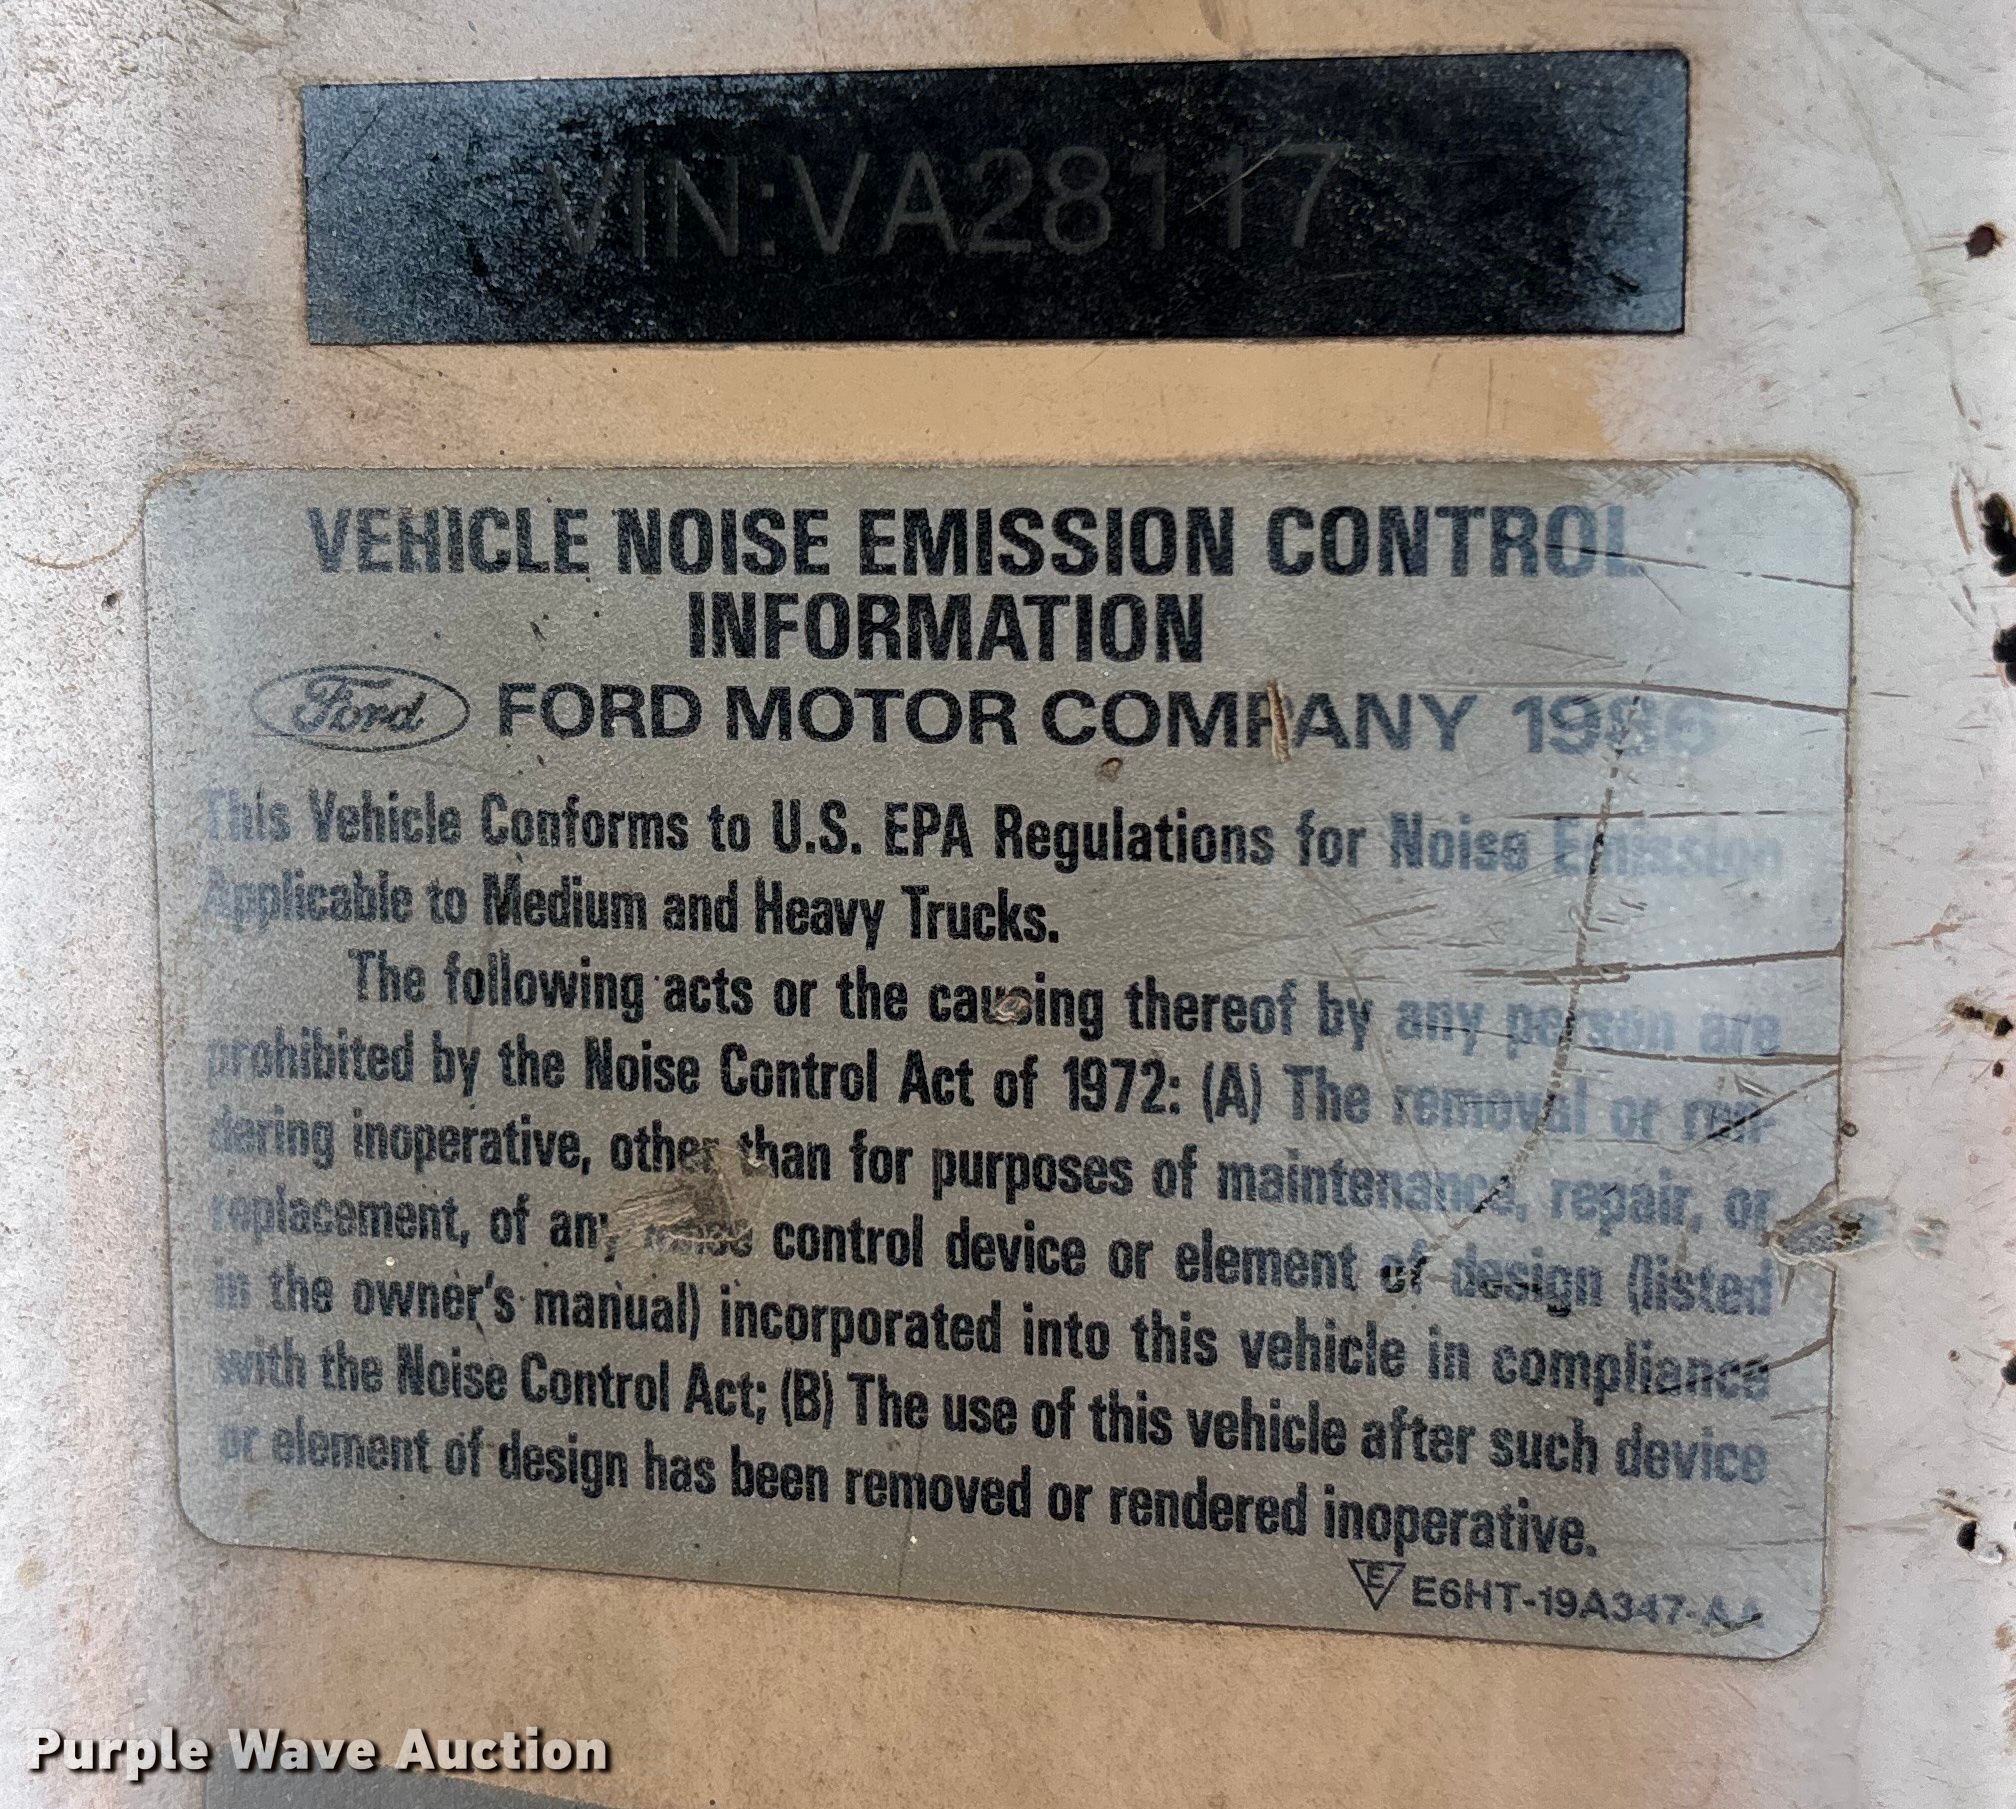 VIN:VA28117
VEHICLE NOISE EMISSION CONTROL
INFORMATION
Ford FORD MOTOR COMPANY 1986
This Vehicle Conforms to U.S. EPA Regulations for Noise Emission
Applicable to Medium and Heavy Trucks.
The following acts or the causing thereof by any person are
prohibited by the Noise Control Act of 1972: (A) The removal or ren-
dering inoperative, other than for purposes of maintenance, repair, or
replacement, of any noise control device or element of design (listed
in the owner's manual) incorporated into this vehicle in compliance
with the Noise Control Act; (B) The use of this vehicle after such device
or element of design has been removed or rendered inoperative.
E E6HT-19A347-AA
Purple Wave Auction